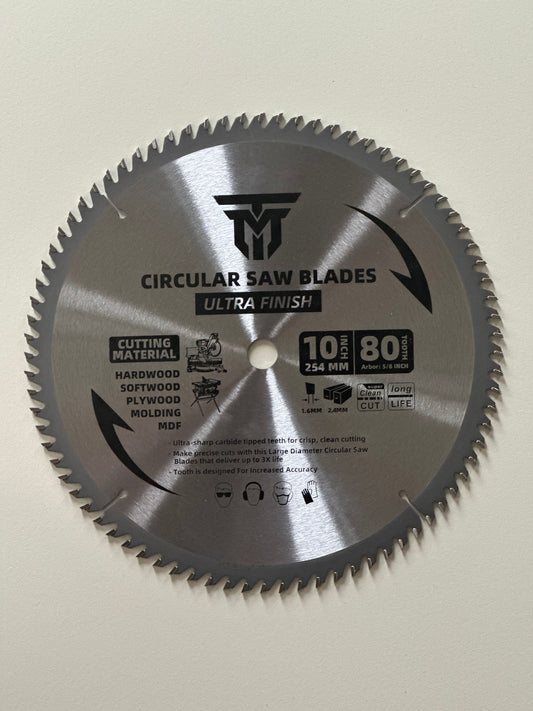 TM
CIRCULAR SAW BLADES
ULTRA FINISH
CUTTING
MATERIAL
HARDWOOD
SOFTWOOD
PLYWOOD
MOLDING
MDF
10 INCH
254 MM
80 TOOTH
Arbor: 5/8 INCH
1.6MM
2.4MM
super
Clean
CUT
long
LIFE
- Ultra-sharp carbide tipped teeth for crisp, clean cutting
- Make precise cuts with this Large Diameter Circular Saw
Blades that deliver up to 3X life
- Tooth is designed For Increased Accuracy